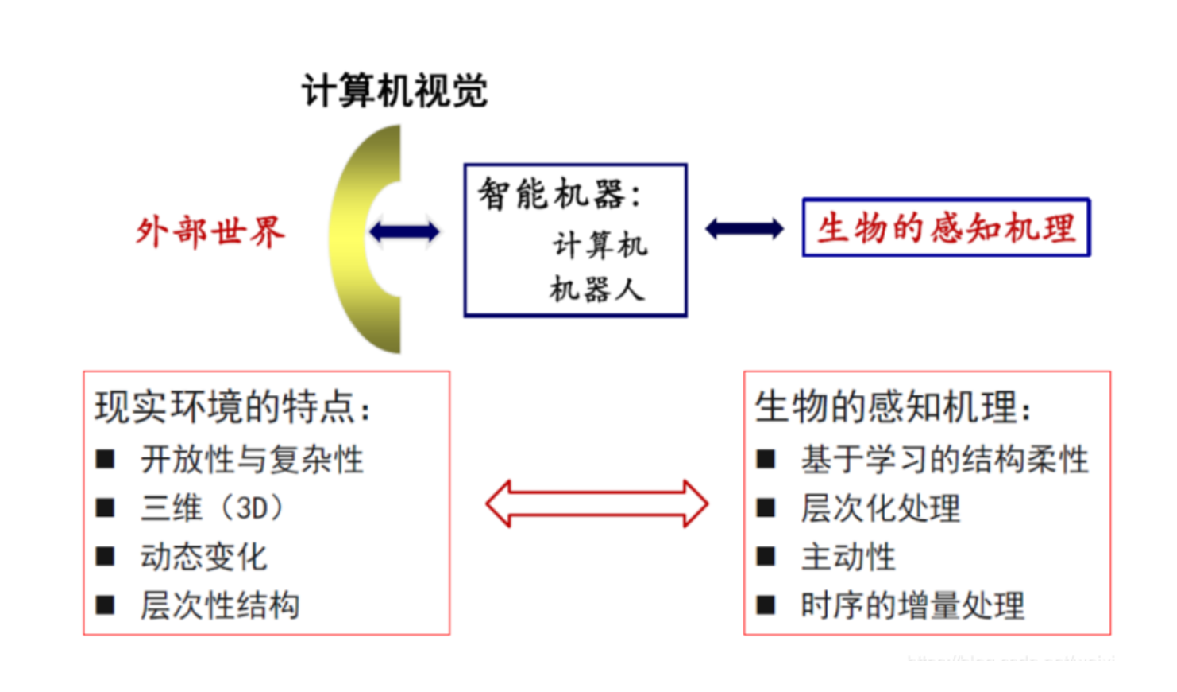 计算机视觉
外部世界
智能机器:
计算机
机器人
生物的感知机理
现实环境的特点:
■ 开放性与复杂性
■ 三维（3D）
■ 动态变化
■ 层次性结构
生物的感知机理:
■ 基于学习的结构柔性
■ 层次化处理
■ 主动性
■ 时序的增量处理